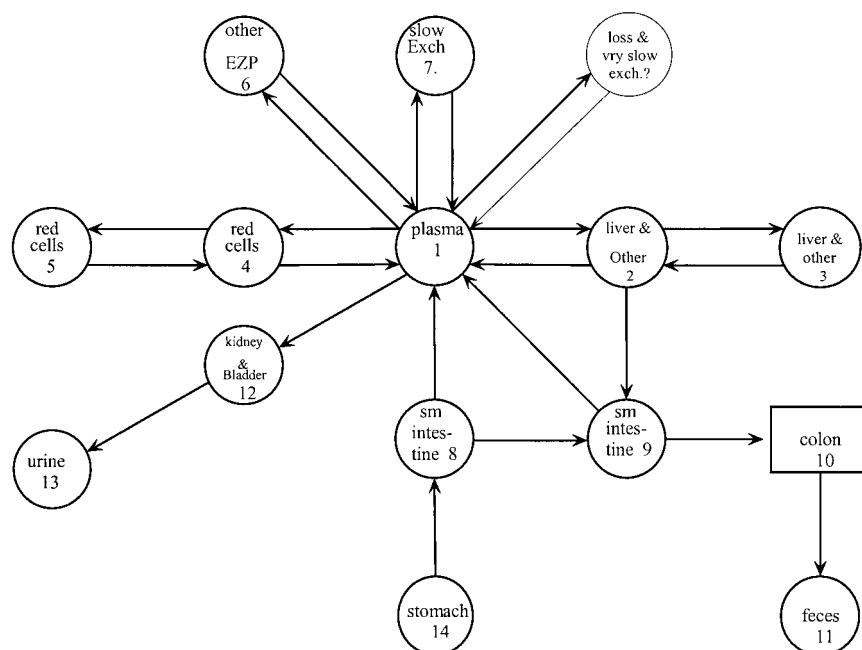 other
EZP
6
slow
Exch
7.
loss &
vry slow
exch.?
red
cells
5
red
cells
4
plasma
1
liver &
Other
2
liver &
other
3
kidney
&
Bladder
12
urine
13
sm
intes-
stine 8
sm
intes-
tine 9
colon
10
stomach
14
feces
11